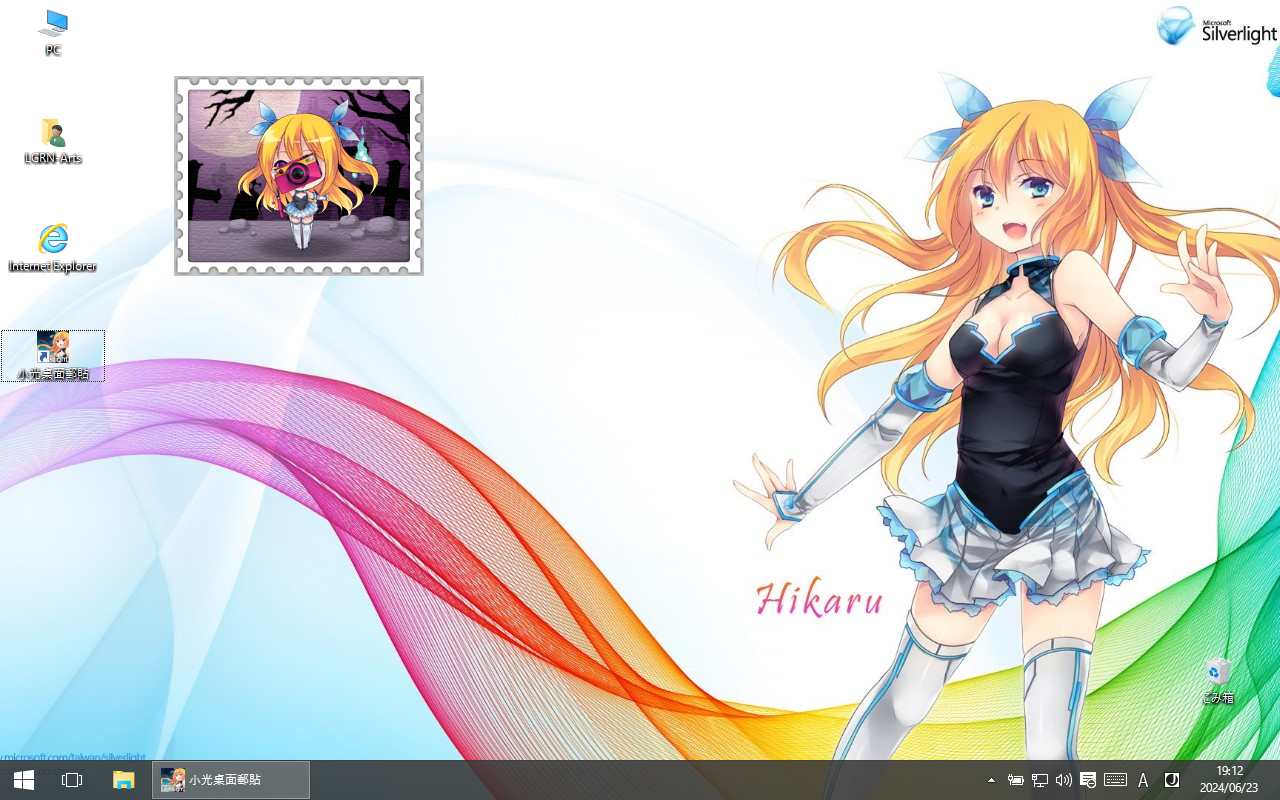 PC
LGRN-Arts
Internet Explorer
小光桌面郵貼
Microsoft
Silverlight
Hikaru
ごみ箱
microsoft.com/taiwan/silverlight
小光桌面郵貼
A
19:12
2024/06/23